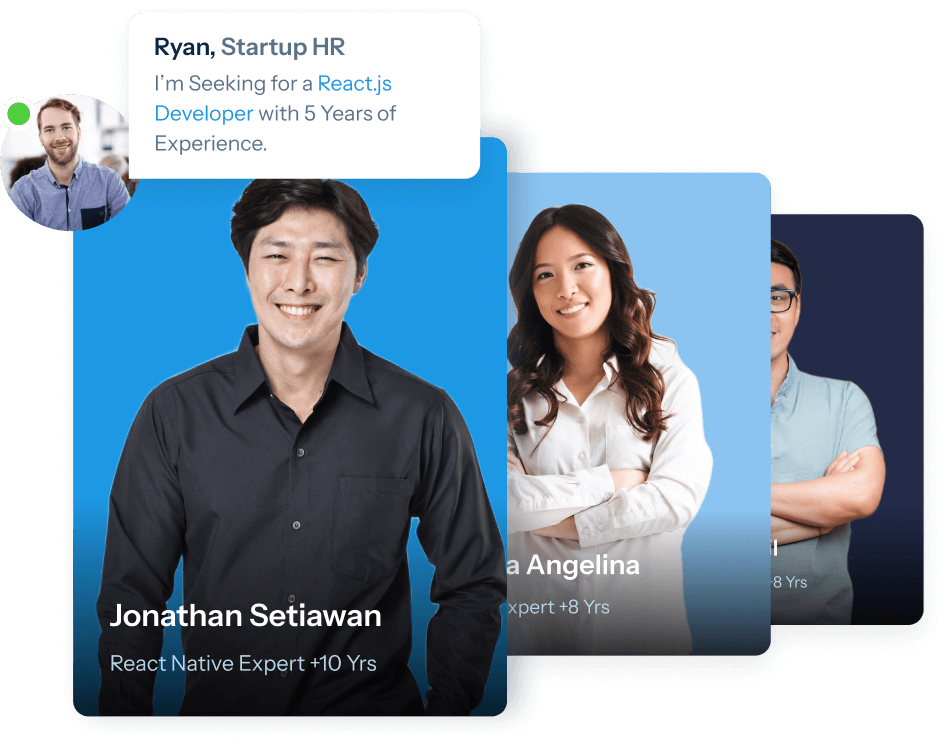 Ryan, Startup HR
I’m Seeking for a React.js
Developer with 5 Years of
Experience.
Jonathan Setiawan
React Native Expert +10 Yrs
a Angelina
xpert +8 Yrs
8 Yrs